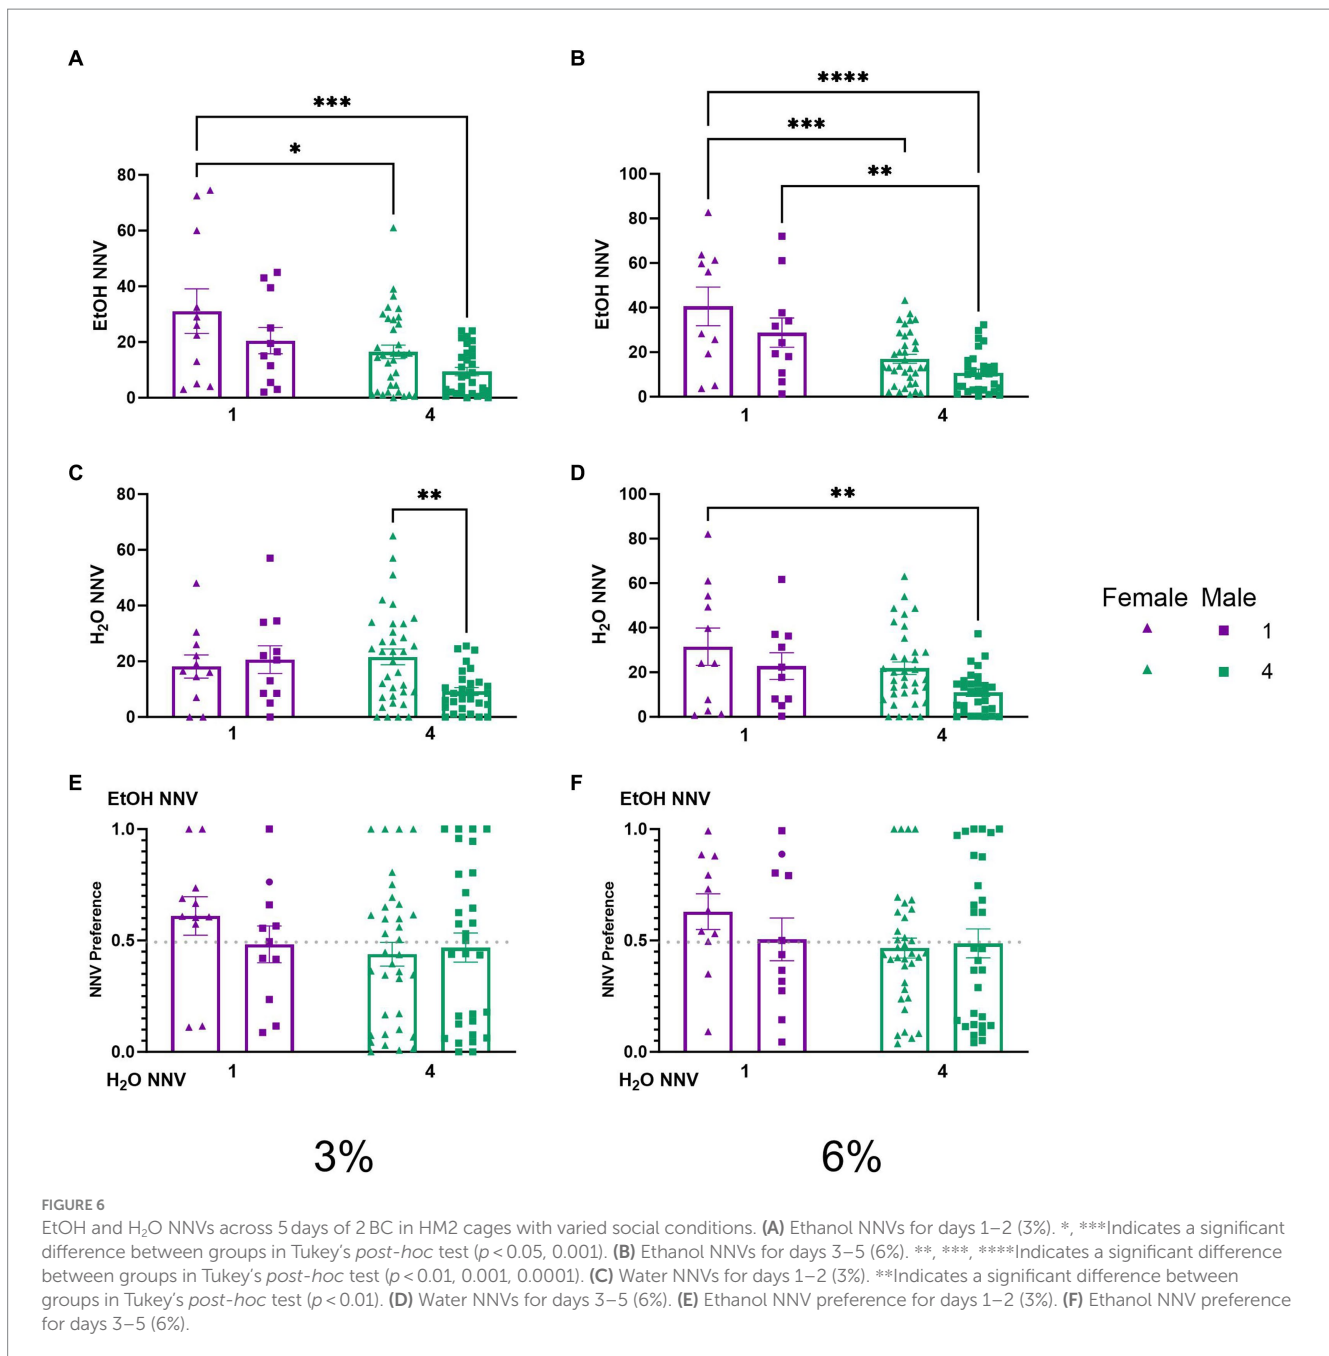 A
B
***
*
****
***
**
80
60
40
20
0
EtOH NNV
1
4
100
80
60
40
20
0
EtOH NNV
1
4
C
D
**
**
80
60
40
20
0
H₂O NNV
1
4
100
80
60
40
20
0
H₂O NNV
1
4
Female Male
1
4
E
F
EtOH NNV
EtOH NNV
1.0
0.5
0.0
NNV Preference
H₂O NNV
1
4
1.0
0.5
0.0
NNV Preference
H₂O NNV
1
4
3%
6%
FIGURE 6
EtOH and H₂O NNVs across 5 days of 2 BC in HM2 cages with varied social conditions. (A) Ethanol NNVs for days 1–2 (3%). *, ***Indicates a significant
difference between groups in Tukey's post-hoc test (p < 0.05, 0.001). (B) Ethanol NNVs for days 3–5 (6%). **, ***, ****Indicates a significant difference
between groups in Tukey's post-hoc test (p < 0.01, 0.001, 0.0001). (C) Water NNVs for days 1–2 (3%). **Indicates a significant difference between
groups in Tukey's post-hoc test (p < 0.01). (D) Water NNVs for days 3–5 (6%). (E) Ethanol NNV preference for days 1–2 (3%). (F) Ethanol NNV preference
for days 3–5 (6%).